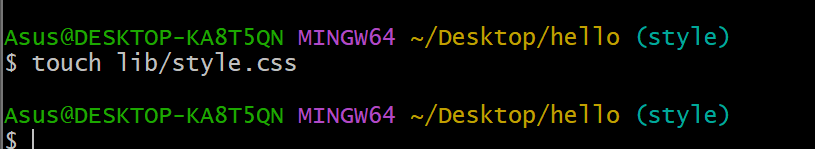 Asus@DESKTOP-KA8T5QN MINGW64 ~/Desktop/hello (style)
$ touch lib/style.css
Asus@DESKTOP-KA8T5QN MINGW64 ~/Desktop/hello (style)
$